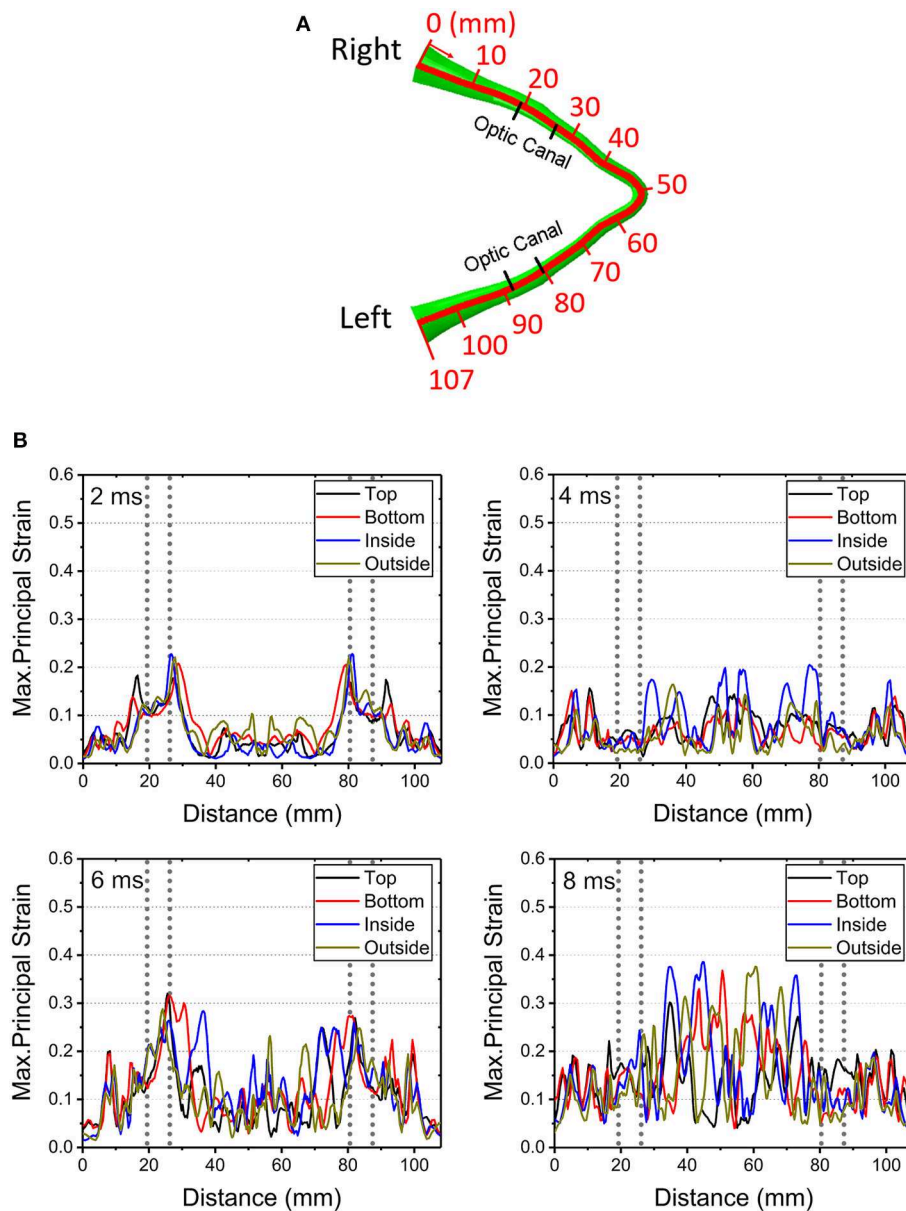 A
0 (mm)
Right
10
20
30
Optic Canal
40
50
60
Optic Canal
70
80
Left
90
100
107
B
0.6
0.5
0.4
0.3
0.2
0.1
0.0
Max.Principal Strain
2 ms
Top
Bottom
Inside
Outside
0 20 40 60 80 100
Distance (mm)
0.6
0.5
0.4
0.3
0.2
0.1
0.0
Max.Principal Strain
4 ms
Top
Bottom
Inside
Outside
0 20 40 60 80 100
Distance (mm)
0.6
0.5
0.4
0.3
0.2
0.1
0.0
Max.Principal Strain
6 ms
Top
Bottom
Inside
Outside
0 20 40 60 80 100
Distance (mm)
0.6
0.5
0.4
0.3
0.2
0.1
0.0
Max.Principal Strain
8 ms
Top
Bottom
Inside
Outside
0 20 40 60 80 100
Distance (mm)